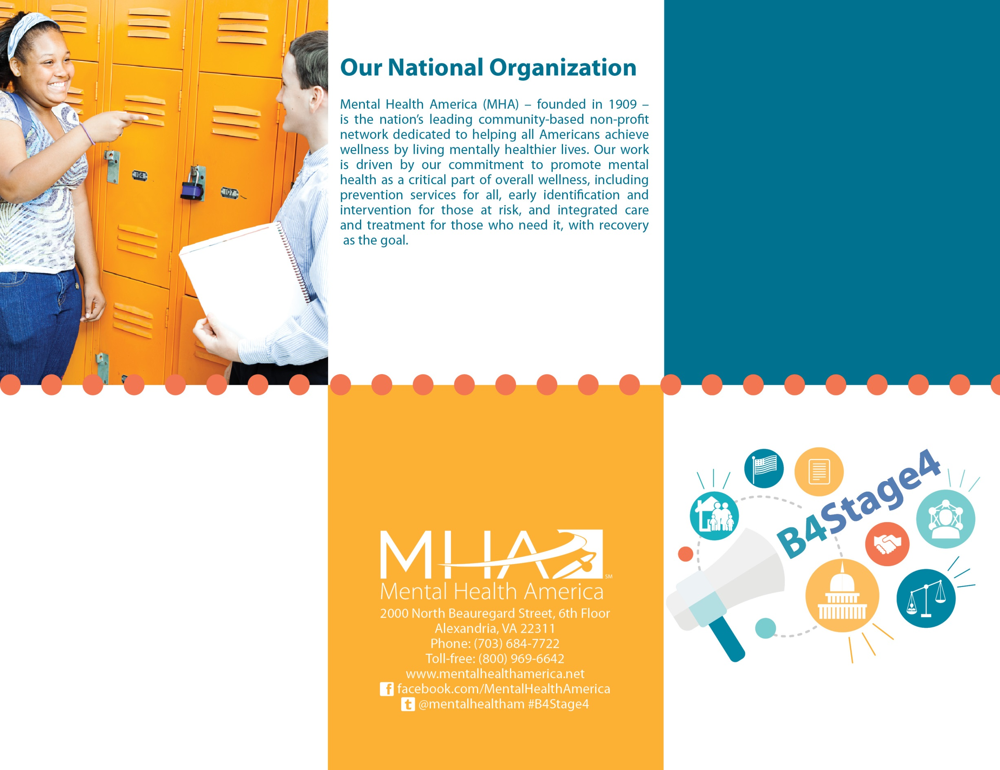 104
107
Our National Organization
Mental Health America (MHA) – founded in 1909 –
is the nation's leading community-based non-profit
network dedicated to helping all Americans achieve
wellness by living mentally healthier lives. Our work
is driven by our commitment to promote mental
health as a critical part of overall wellness, including
prevention services for all, early identification and
intervention for those at risk, and integrated care
and treatment for those who need it, with recovery
as the goal.
MHA SM
Mental Health America
2000 North Beauregard Street, 6th Floor
Alexandria, VA 22311
Phone: (703) 684-7722
Toll-free: (800) 969-6642
www.mentalhealthamerica.net
f facebook.com/MentalHealthAmerica
t @mentalhealtham #B4Stage4
B4Stage4